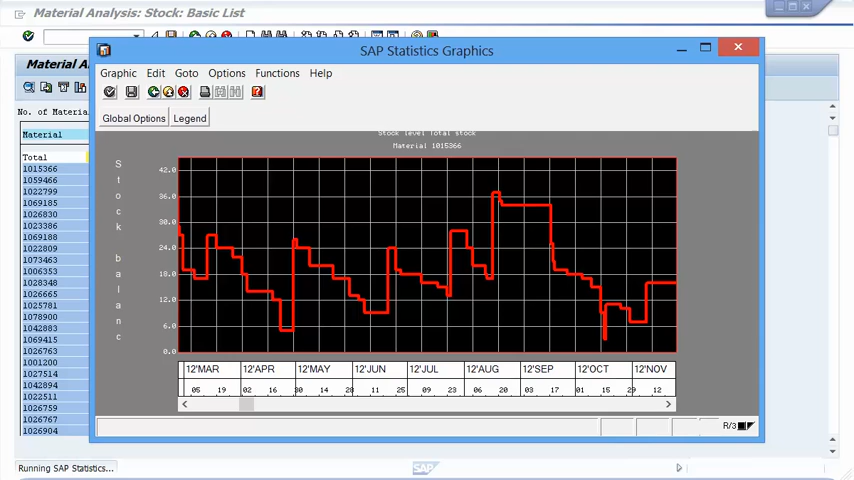 Material Analysis: Stock: Basic List
Material An
No. of Materia
Material
Total
1015366
1059466
1022799
1069185
1026830
1023386
1069188
1022809
1073463
1006353
1028348
1026665
1025781
1078900
1042883
1069415
1026763
1001200
1027514
1042894
1022511
1026759
1026767
1026904
SAP Statistics Graphics
Graphic Edit Goto Options Functions Help
Global Options Legend
Stock level Total stock
Material 1015366
Stock balanc
42.0
36.0
30.0
24.0
18.0
12.0
6.0
0.0
12'MAR 12'APR 12'MAY 12'JUN 12'JUL 12'AUG 12'SEP 12'OCT 12'NOV
05 19 02 16 30 14 28 11 25 09 23 06 20 03 17 01 15 29 12
R/3
Running SAP Statistics...
SAP